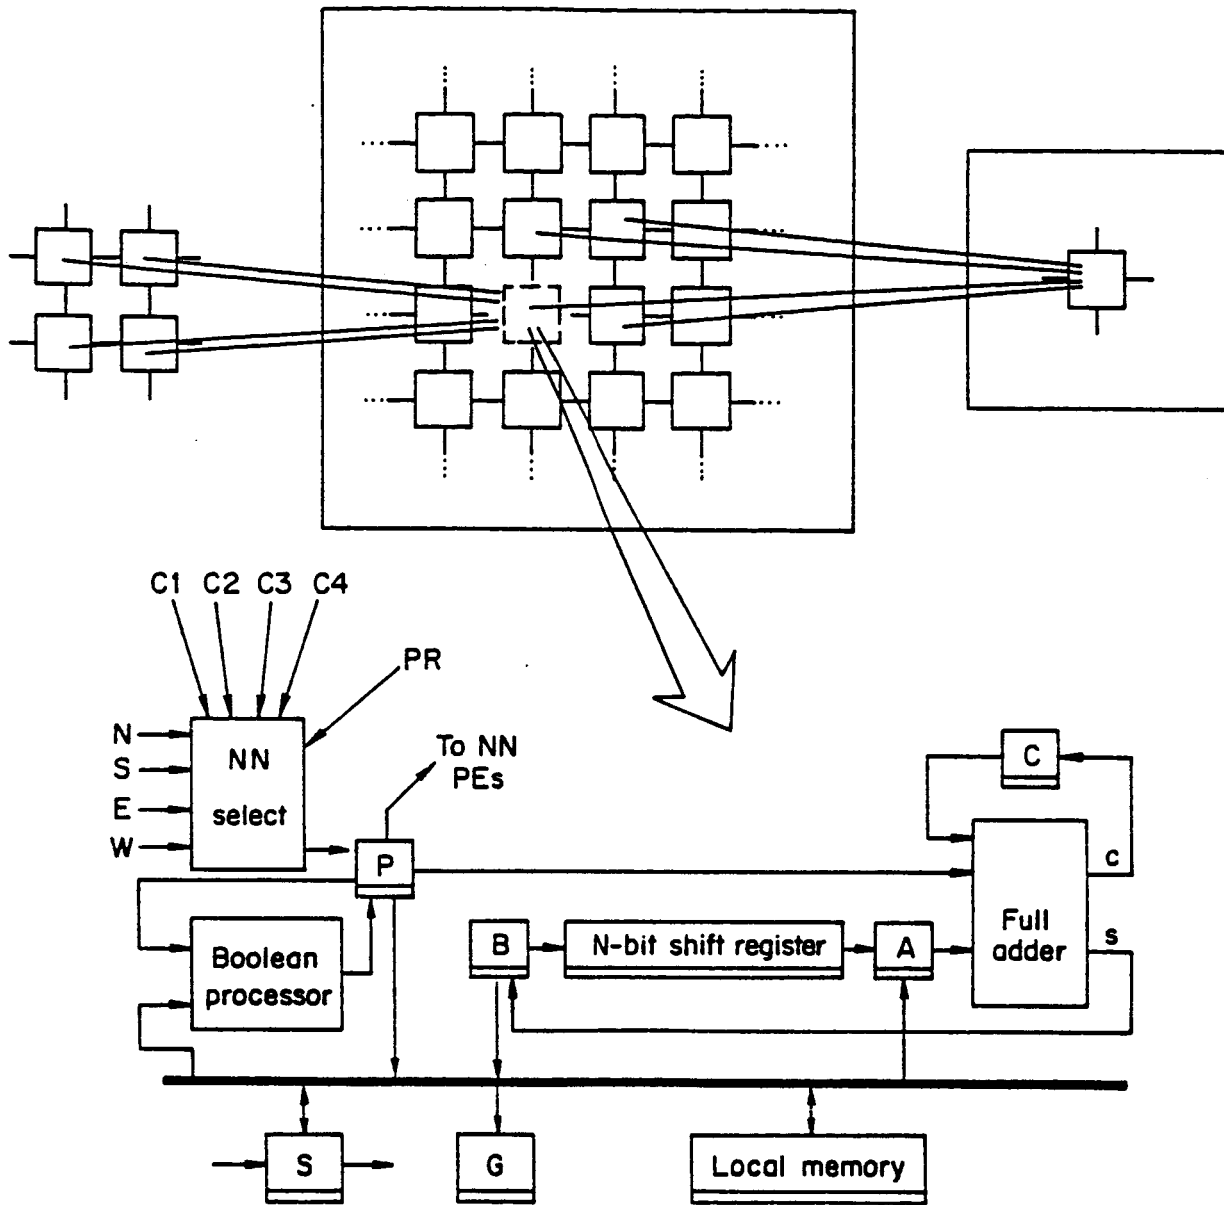 C1 C2 C3 C4
PR
N
S
E
W
NN
select
To NN
PEs
P
C
c
s
Full
adder
B
N-bit shift register
A
Boolean
processor
S
G
Local memory